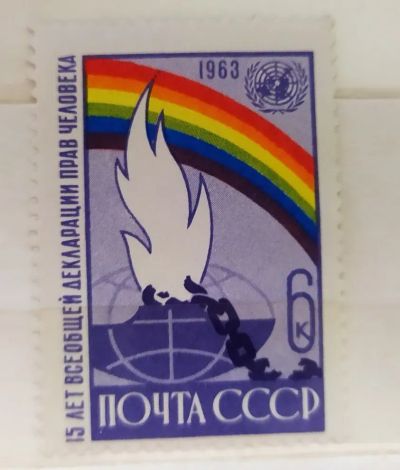 15 ЛЕТ ВСЕОБЩЕЙ ДЕКЛАРАЦИИ ПРАВ ЧЕЛОВЕКА
1963
6
К
ПОЧТА СССР